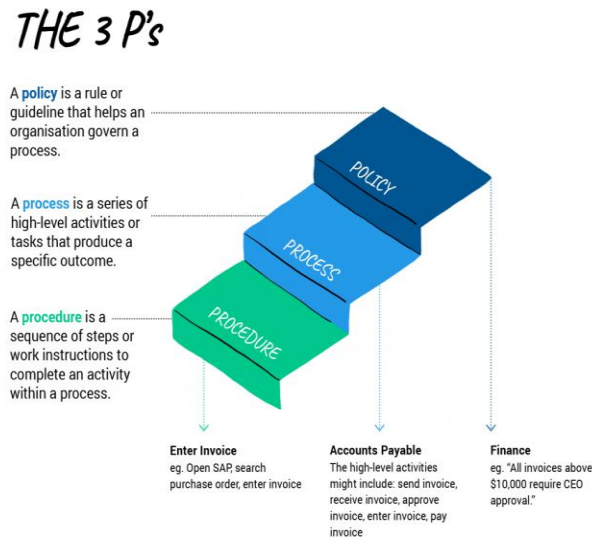 THE 3 P's
A policy is a rule or
guideline that helps an
organisation govern a
process.
A process is a series of
high-level activities or
tasks that produce a
specific outcome.
A procedure is a
sequence of steps or
work instructions to
complete an activity
within a process.
POLICY
PROCESS
PROCEDURE
Enter Invoice
eg. Open SAP, search
purchase order, enter invoice
Accounts Payable
The high-level activities
might include: send invoice,
receive invoice, approve
invoice, enter invoice, pay
invoice
Finance
eg. “All invoices above
$10,000 require CEO
approval.”